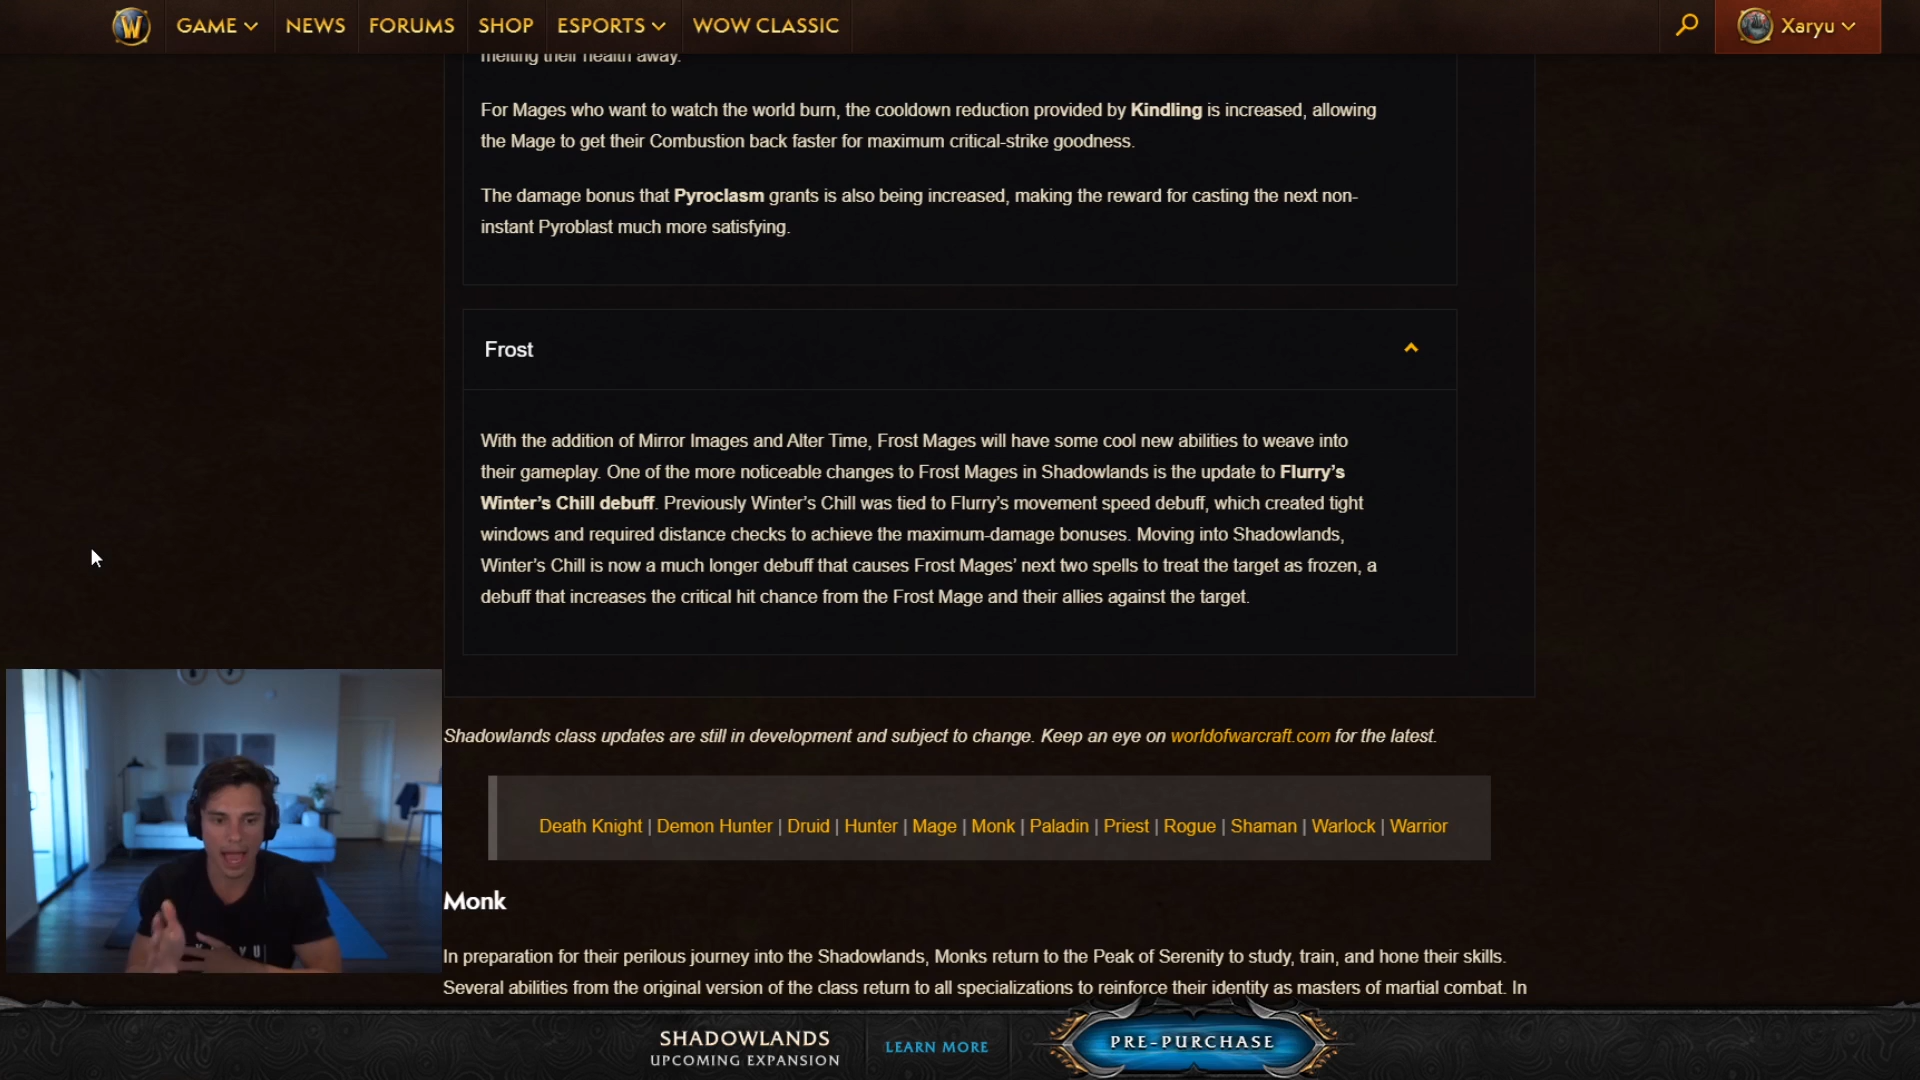 GAME NEWS FORUMS SHOP ESPORTS WOW CLASSIC Xaryu
melting their health away.
For Mages who want to watch the world burn, the cooldown reduction provided by Kindling is increased, allowing
the Mage to get their Combustion back faster for maximum critical-strike goodness.
The damage bonus that Pyroclasm grants is also being increased, making the reward for casting the next non-
instant Pyroblast much more satisfying.
Frost
With the addition of Mirror Images and Alter Time, Frost Mages will have some cool new abilities to weave into
their gameplay. One of the more noticeable changes to Frost Mages in Shadowlands is the update to Flurry’s
Winter’s Chill debuff. Previously Winter’s Chill was tied to Flurry’s movement speed debuff, which created tight
windows and required distance checks to achieve the maximum-damage bonuses. Moving into Shadowlands,
Winter’s Chill is now a much longer debuff that causes Frost Mages’ next two spells to treat the target as frozen, a
debuff that increases the critical hit chance from the Frost Mage and their allies against the target.
Shadowlands class updates are still in development and subject to change. Keep an eye on worldofwarcraft.com for the latest.
Death Knight | Demon Hunter | Druid | Hunter | Mage | Monk | Paladin | Priest | Rogue | Shaman | Warlock | Warrior
Monk
In preparation for their perilous journey into the Shadowlands, Monks return to the Peak of Serenity to study, train, and hone their skills.
Several abilities from the original version of the class return to all specializations to reinforce their identity as masters of martial combat. In
SHADOWLANDS
UPCOMING EXPANSION
LEARN MORE
PRE-PURCHASE